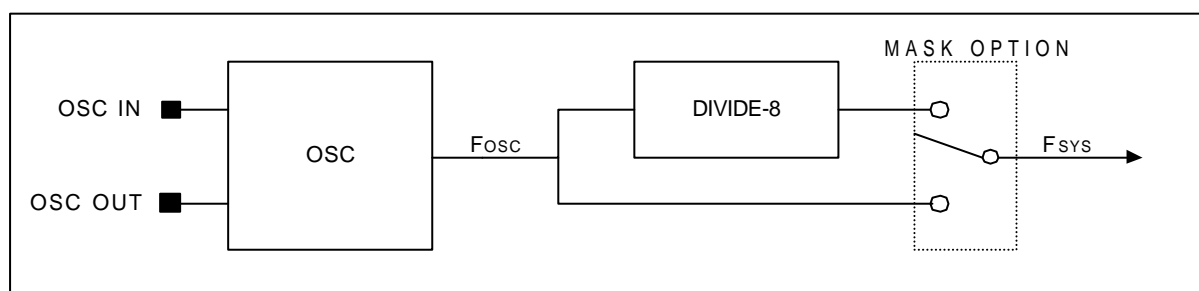 MASK OPTION
OSC IN
DIVIDE-8
OSC
FOSC
FSYS
OSC OUT